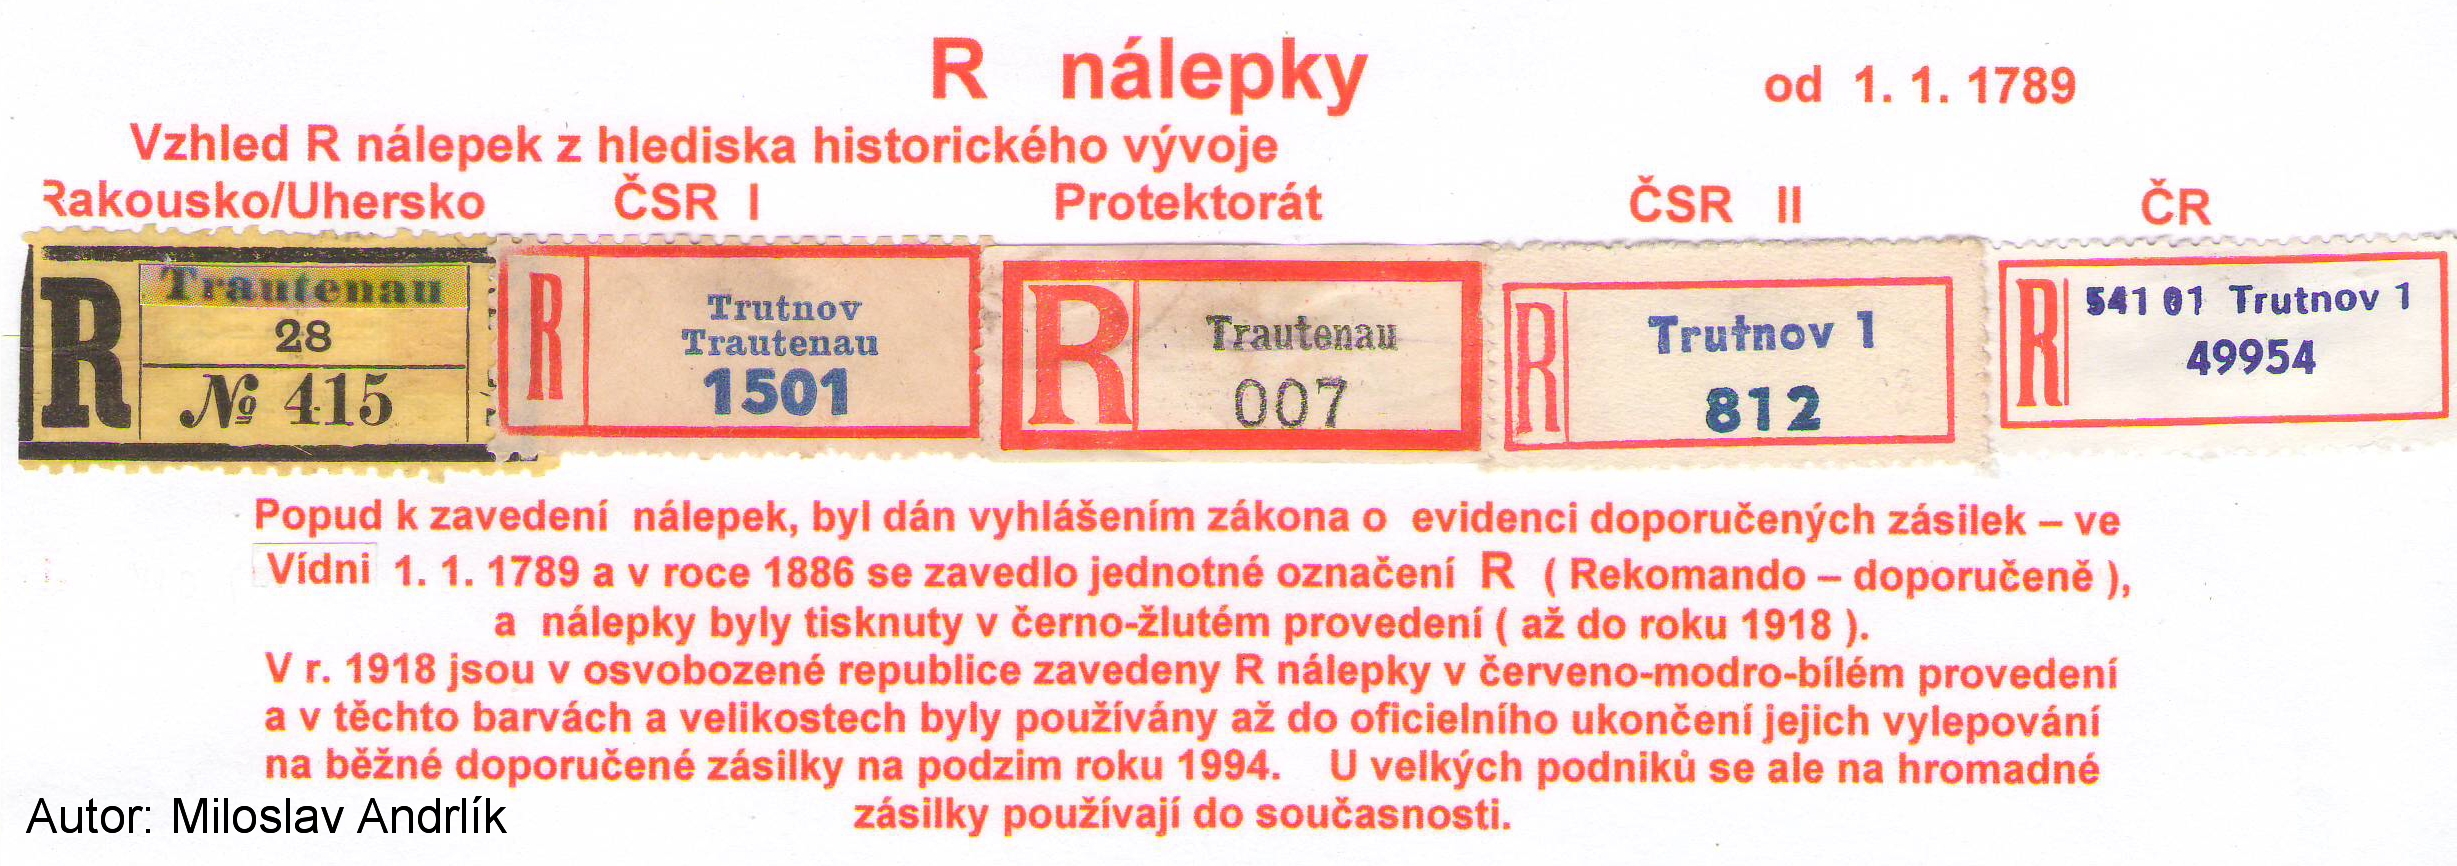 R nálepky od 1. 1. 1789
Vzhled R nálepek z hlediska historického vývoje
Rakousko/Uhersko ČSR I Protektorát ČSR II ČR
R Trautenau 28 № 415
R Trutnov Trautenau 1501
R Trautenau 007
R Trutnov 1 812
R 541 01 Trutnov 1 49954
Popud k zavedení nálepek, byl dán vyhlášením zákona o evidenci doporučených zásilek – ve
Vídni 1. 1. 1789 a v roce 1886 se zavedlo jednotné označení R ( Rekomando – doporučeně ),
a nálepky byly tisknuty v černo-žlutém provedení ( až do roku 1918 ).
V r. 1918 jsou v osvobozené republice zavedeny R nálepky v červeno-modro-bílém provedení
a v těchto barvách a velikostech byly používány až do oficielního ukončení jejich vylepování
na běžné doporučené zásilky na podzim roku 1994. U velkých podniků se ale na hromadné
zásilky používají do současnosti.
Autor: Miloslav Andrlík